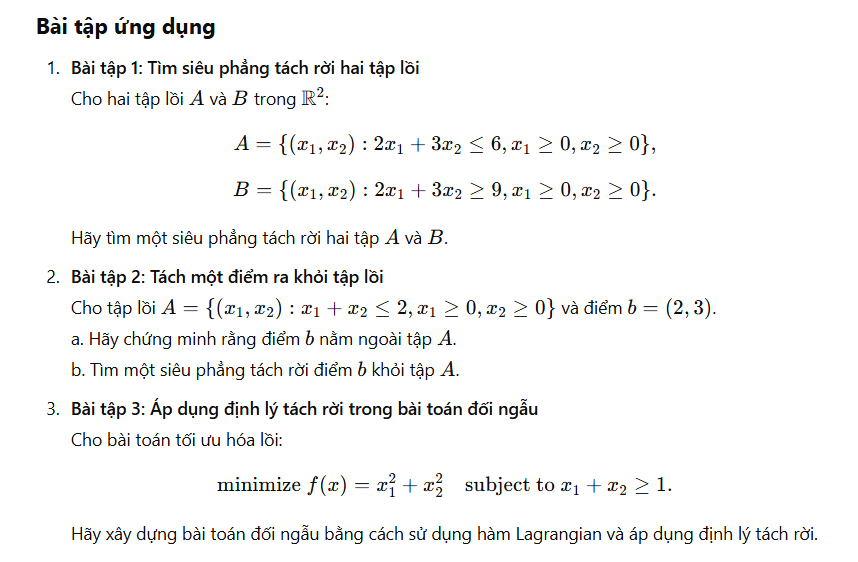 Bài tập ứng dụng
1. Bài tập 1: Tìm siêu phẳng tách rời hai tập lồi
Cho hai tập lồi A và B trong ℝ²:
A = {(x₁, x₂) : 2x₁ + 3x₂ ≤ 6, x₁ ≥ 0, x₂ ≥ 0},
B = {(x₁, x₂) : 2x₁ + 3x₂ ≥ 9, x₁ ≥ 0, x₂ ≥ 0}.
Hãy tìm một siêu phẳng tách rời hai tập A và B.
2. Bài tập 2: Tách một điểm ra khỏi tập lồi
Cho tập lồi A = {(x₁, x₂) : x₁ + x₂ ≤ 2, x₁ ≥ 0, x₂ ≥ 0} và điểm b = (2, 3).
a. Hãy chứng minh rằng điểm b nằm ngoài tập A.
b. Tìm một siêu phẳng tách rời điểm b khỏi tập A.
3. Bài tập 3: Áp dụng định lý tách rời trong bài toán đối ngẫu
Cho bài toán tối ưu hóa lồi:
minimize f(x) = x₁² + x₂² subject to x₁ + x₂ ≥ 1.
Hãy xây dựng bài toán đối ngẫu bằng cách sử dụng hàm Lagrangian và áp dụng định lý tách rời.